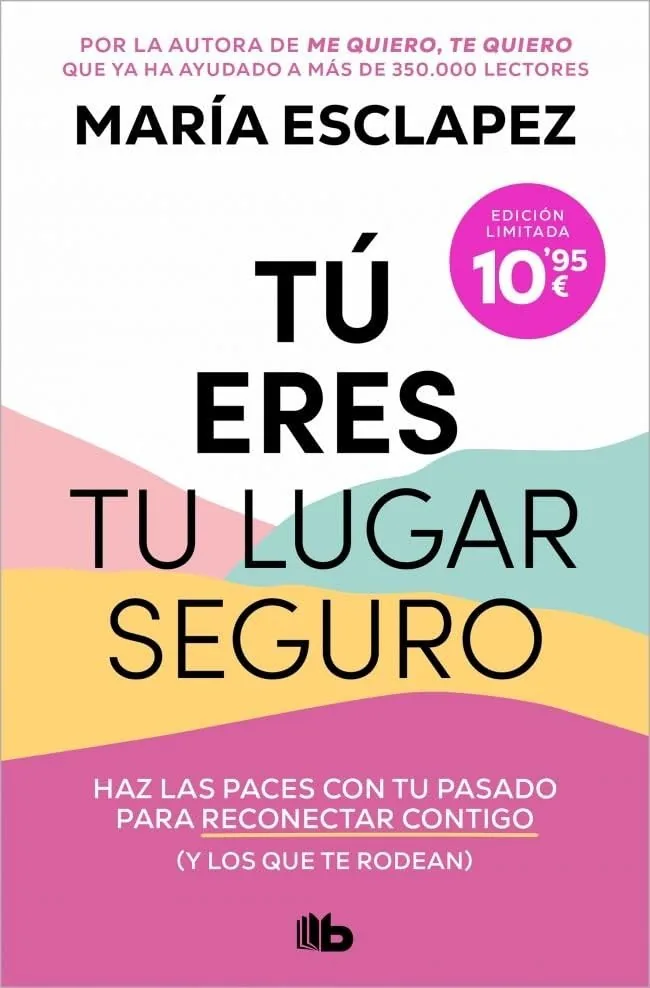 POR LA AUTORA DE ME QUIERO, TE QUIERO
QUE YA HA AYUDADO A MÁS DE 350.000 LECTORES
MARÍA ESCLAPEZ
EDICIÓN
LIMITADA
10'95 €
TÚ
ERES
TU LUGAR
SEGURO
HAZ LAS PACES CON TU PASADO
PARA RECONECTAR CONTIGO
(Y LOS QUE TE RODEAN)
b